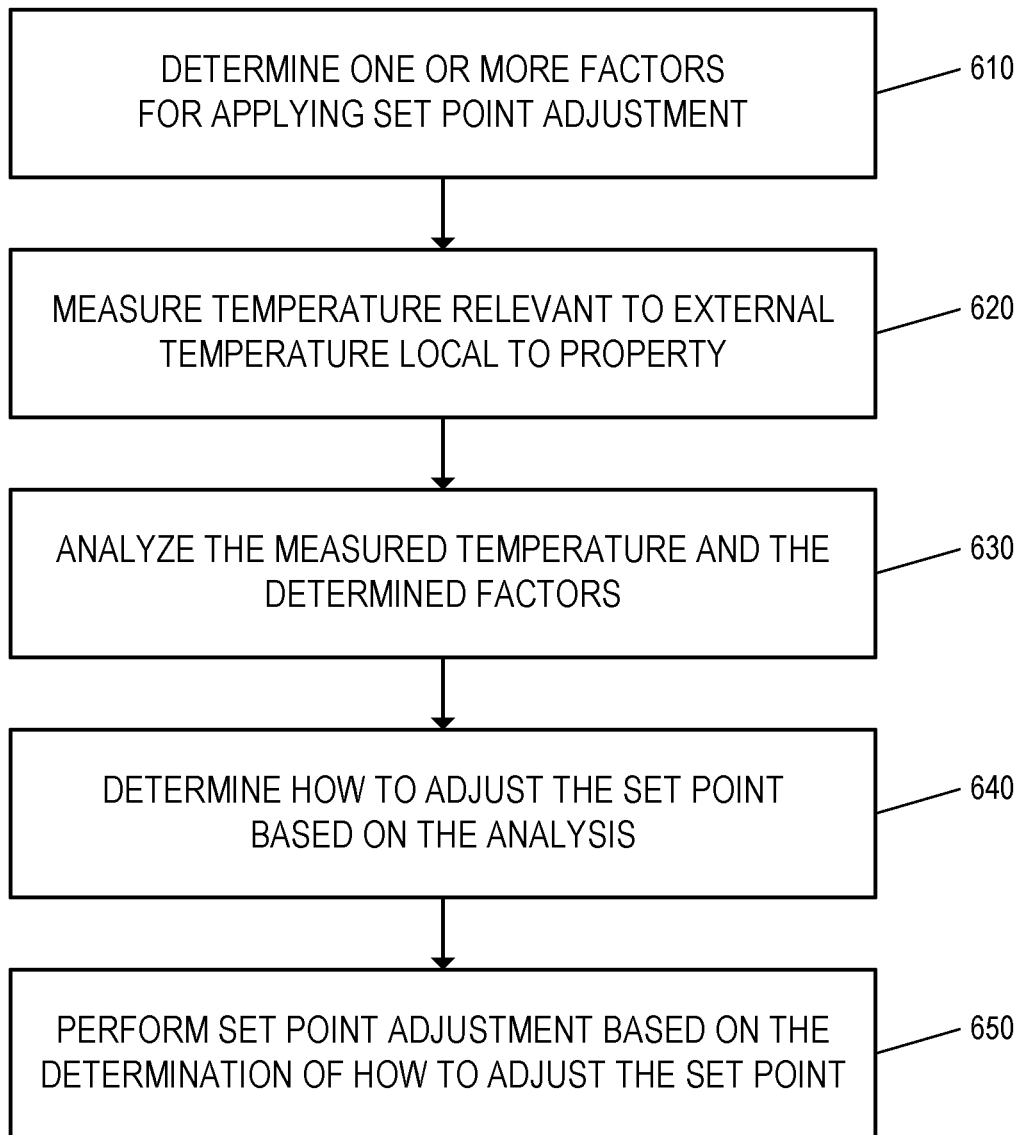 DETERMINE ONE OR MORE FACTORS
FOR APPLYING SET POINT ADJUSTMENT
610
MEASURE TEMPERATURE RELEVANT TO EXTERNAL
TEMPERATURE LOCAL TO PROPERTY
620
ANALYZE THE MEASURED TEMPERATURE AND THE
DETERMINED FACTORS
630
DETERMINE HOW TO ADJUST THE SET POINT
BASED ON THE ANALYSIS
640
PERFORM SET POINT ADJUSTMENT BASED ON THE
DETERMINATION OF HOW TO ADJUST THE SET POINT
650